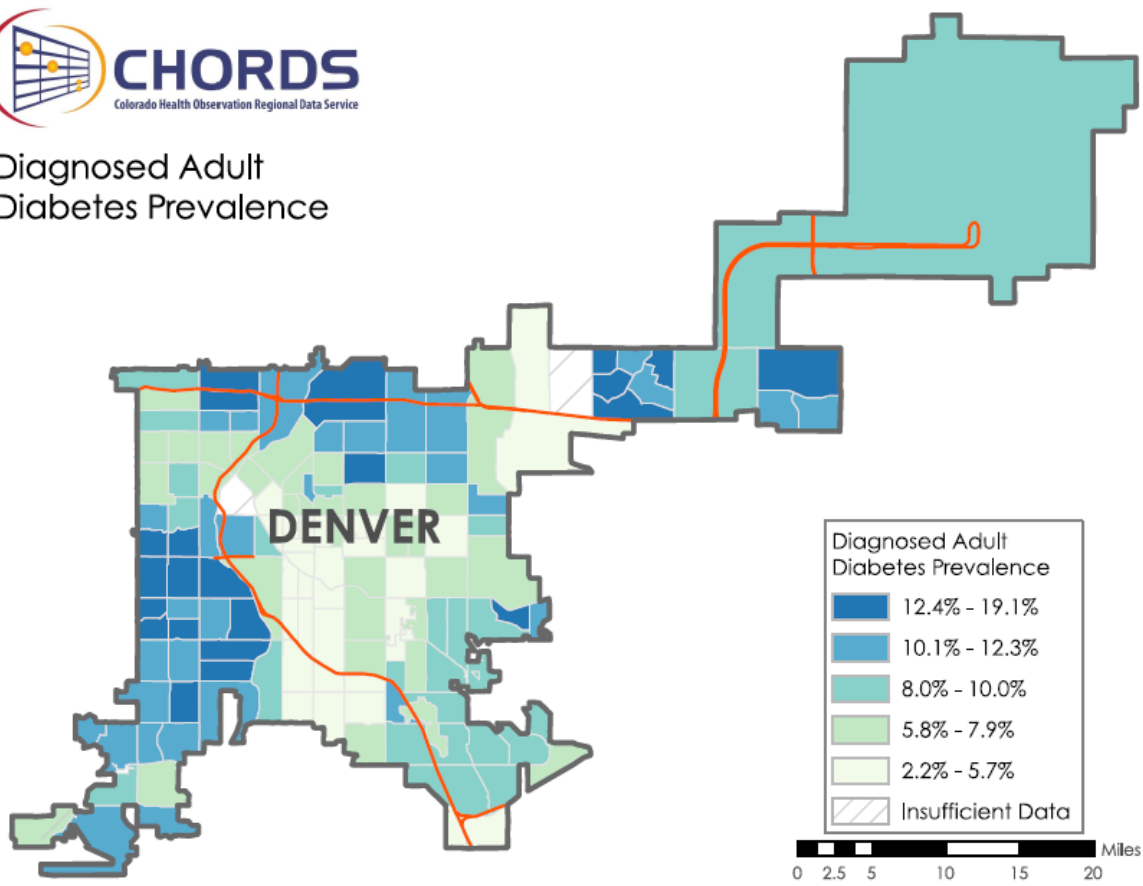 CHORDS
Colorado Health Observation Regional Data Service
Diagnosed Adult
Diabetes Prevalence
DENVER
Diagnosed Adult
Diabetes Prevalence
12.4% - 19.1%
10.1% - 12.3%
8.0% - 10.0%
5.8% - 7.9%
2.2% - 5.7%
Insufficient Data
Miles
0 2.5 5 10 15 20